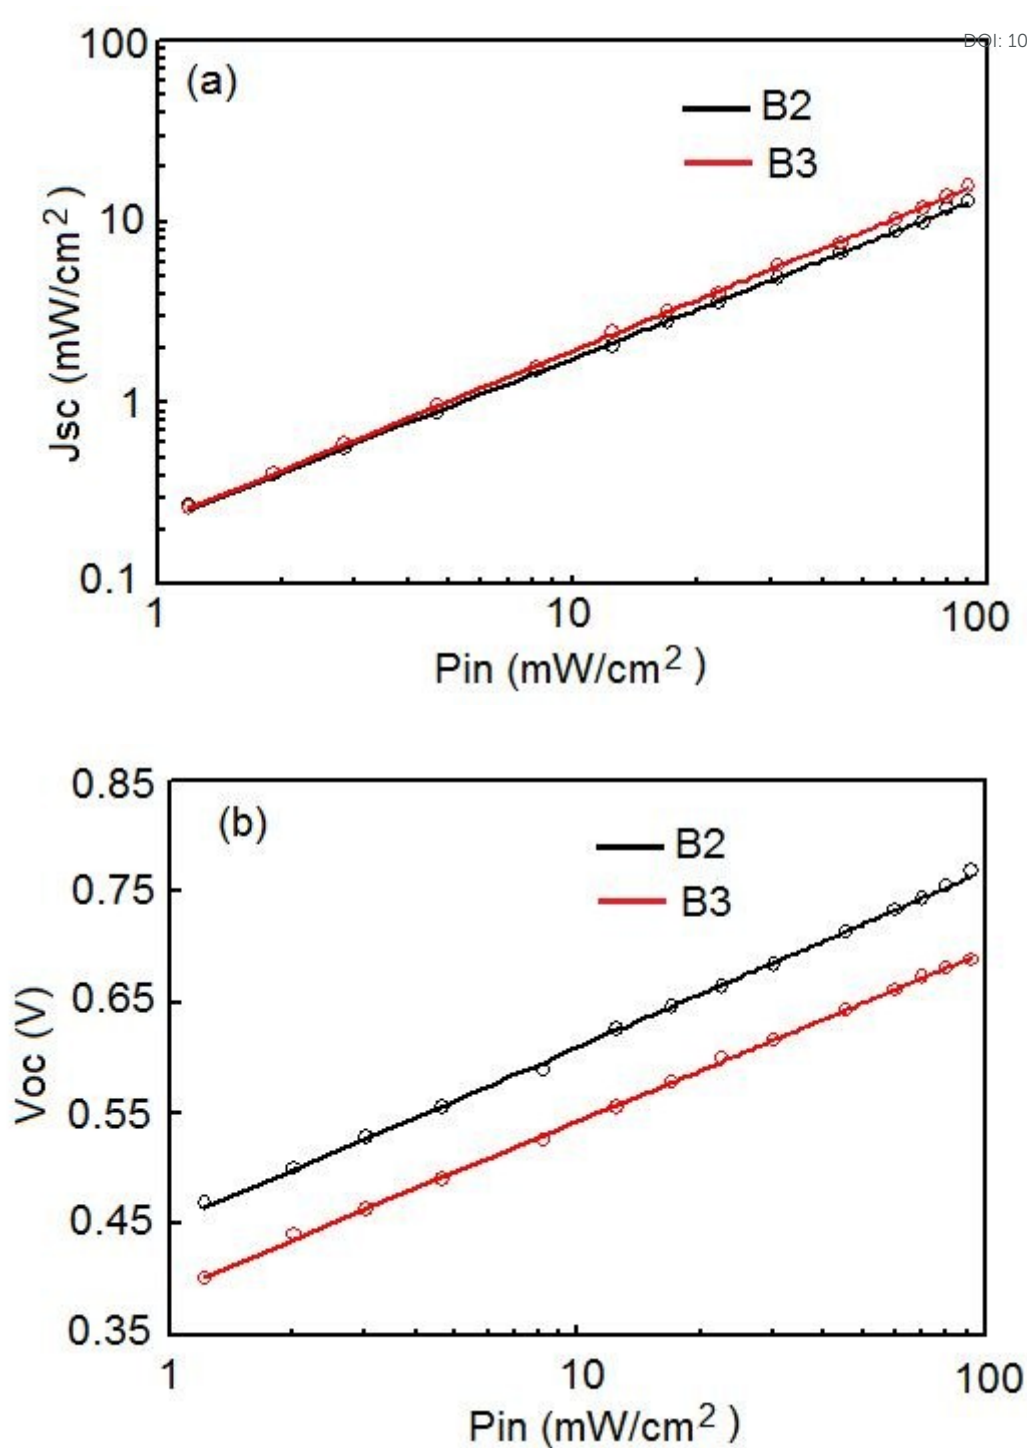 DOI: 10
100
(a)
B2
B3
10
1
0.1
Jsc (mW/cm2 )
1 10 100
Pin (mW/cm2 )
0.85
(b)
B2
B3
0.75
0.65
0.55
0.45
0.35
Voc (V)
1 10 100
Pin (mW/cm2 )